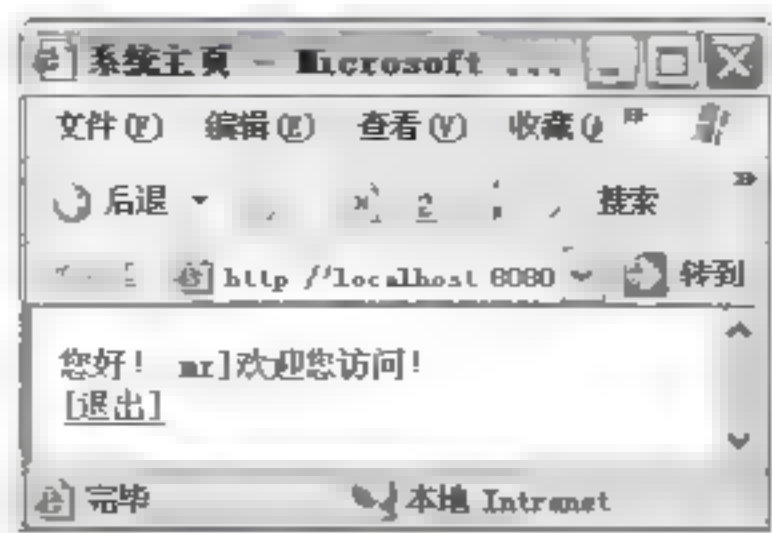 系统主页 - Microsoft ...
文件(F) 编辑(E) 查看(V) 收藏( »
后退 搜索 »
http //localhost 8080 转到
您好! mr]欢迎您访问!
[退出]
完毕 本地 Intranet